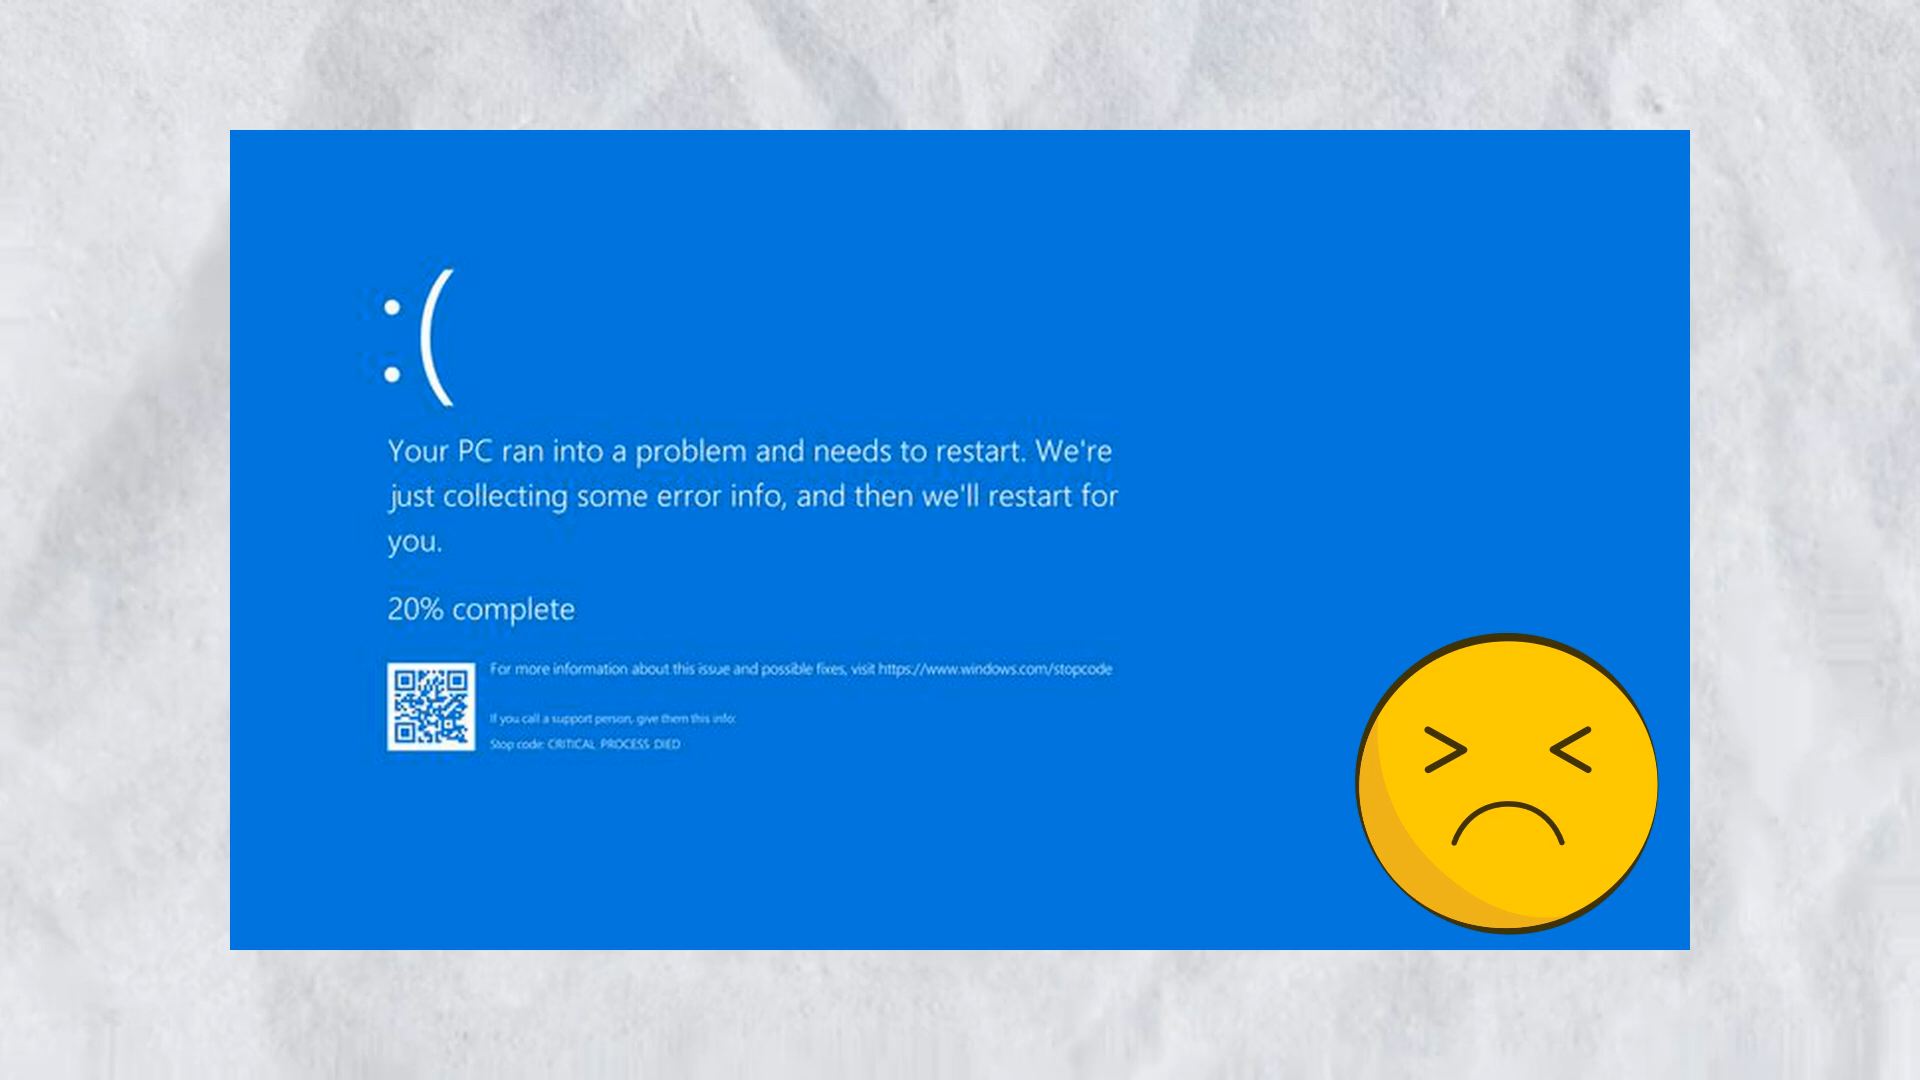 :(
Your PC ran into a problem and needs to restart. We're
just collecting some error info, and then we'll restart for
you.
20% complete
For more information about this issue and possible fixes, visit https://www.windows.com/stopcode
If you call a support person, give them this info:
Stop code: CRITICAL PROCESS DIED